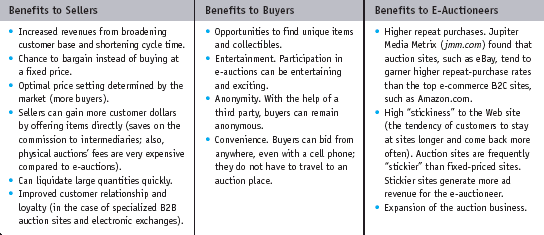 Benefits to Sellers
• Increased revenues from broadening
customer base and shortening cycle time.
• Chance to bargain instead of buying at
a fixed price.
• Optimal price setting determined by the
market (more buyers).
• Sellers can gain more customer dollars
by offering items directly (saves on the
commission to intermediaries; also,
physical auctions' fees are very expensive
compared to e-auctions).
• Can liquidate large quantities quickly.
• Improved customer relationship and
loyalty (in the case of specialized B2B
auction sites and electronic exchanges).
Benefits to Buyers
• Opportunities to find unique items
and collectibles.
• Entertainment. Participation in
e-auctions can be entertaining
and exciting.
• Anonymity. With the help of a
third party, buyers can remain
anonymous.
• Convenience. Buyers can bid from
anywhere, even with a cell phone;
they do not have to travel to an
auction place.
Benefits to E-Auctioneers
• Higher repeat purchases. Jupiter
Media Metrix (jmm.com) found that
auction sites, such as eBay, tend to
garner higher repeat-purchase rates
than the top e-commerce B2C sites,
such as Amazon.com.
• High "stickiness" to the Web site
(the tendency of customers to stay
at sites longer and come back more
often). Auction sites are frequently
"stickier" than fixed-priced sites.
Stickier sites generate more ad
revenue for the e-auctioneer.
• Expansion of the auction business.